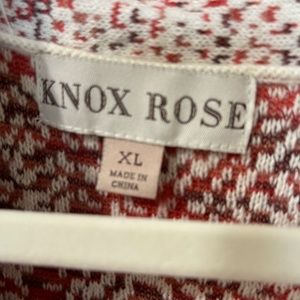 KNOX ROSE
XL
MADE IN
CHINA